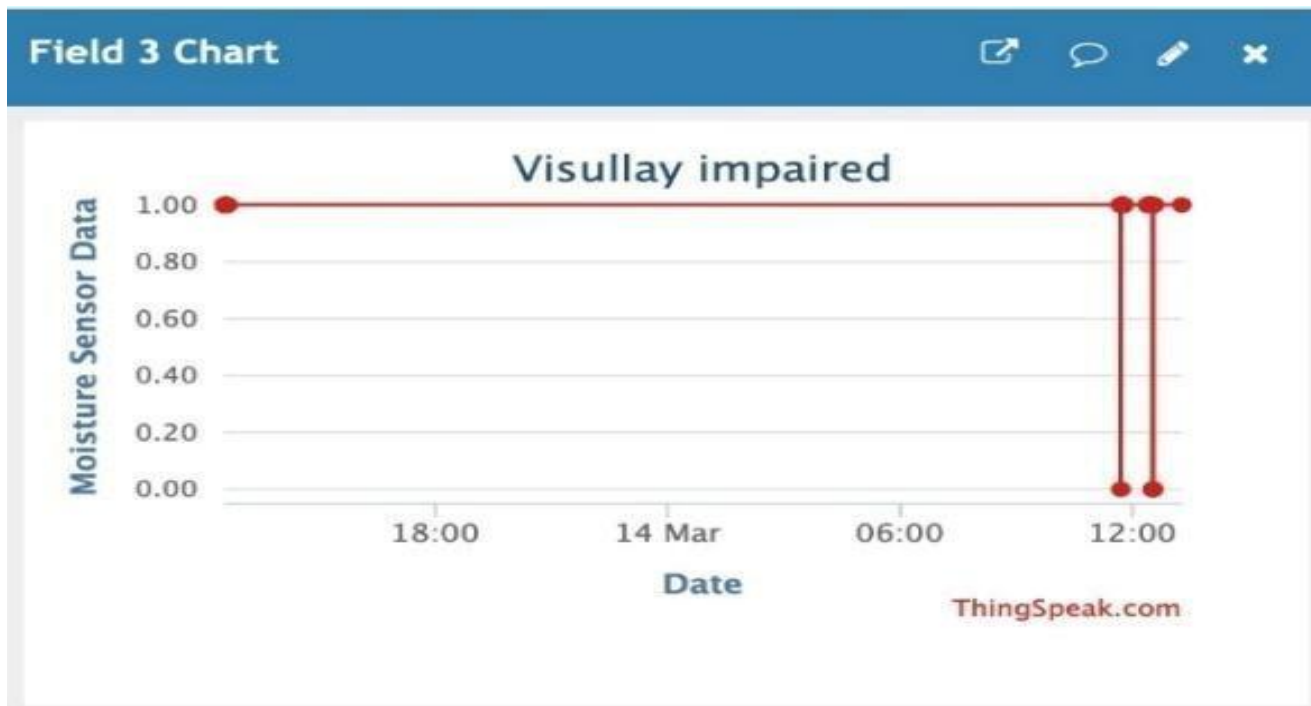 Field 3 Chart
Visullay impaired
Moisture Sensor Data
1.00
0.80
0.60
0.40
0.20
0.00
18:00 14 Mar 06:00 12:00
Date
ThingSpeak.com